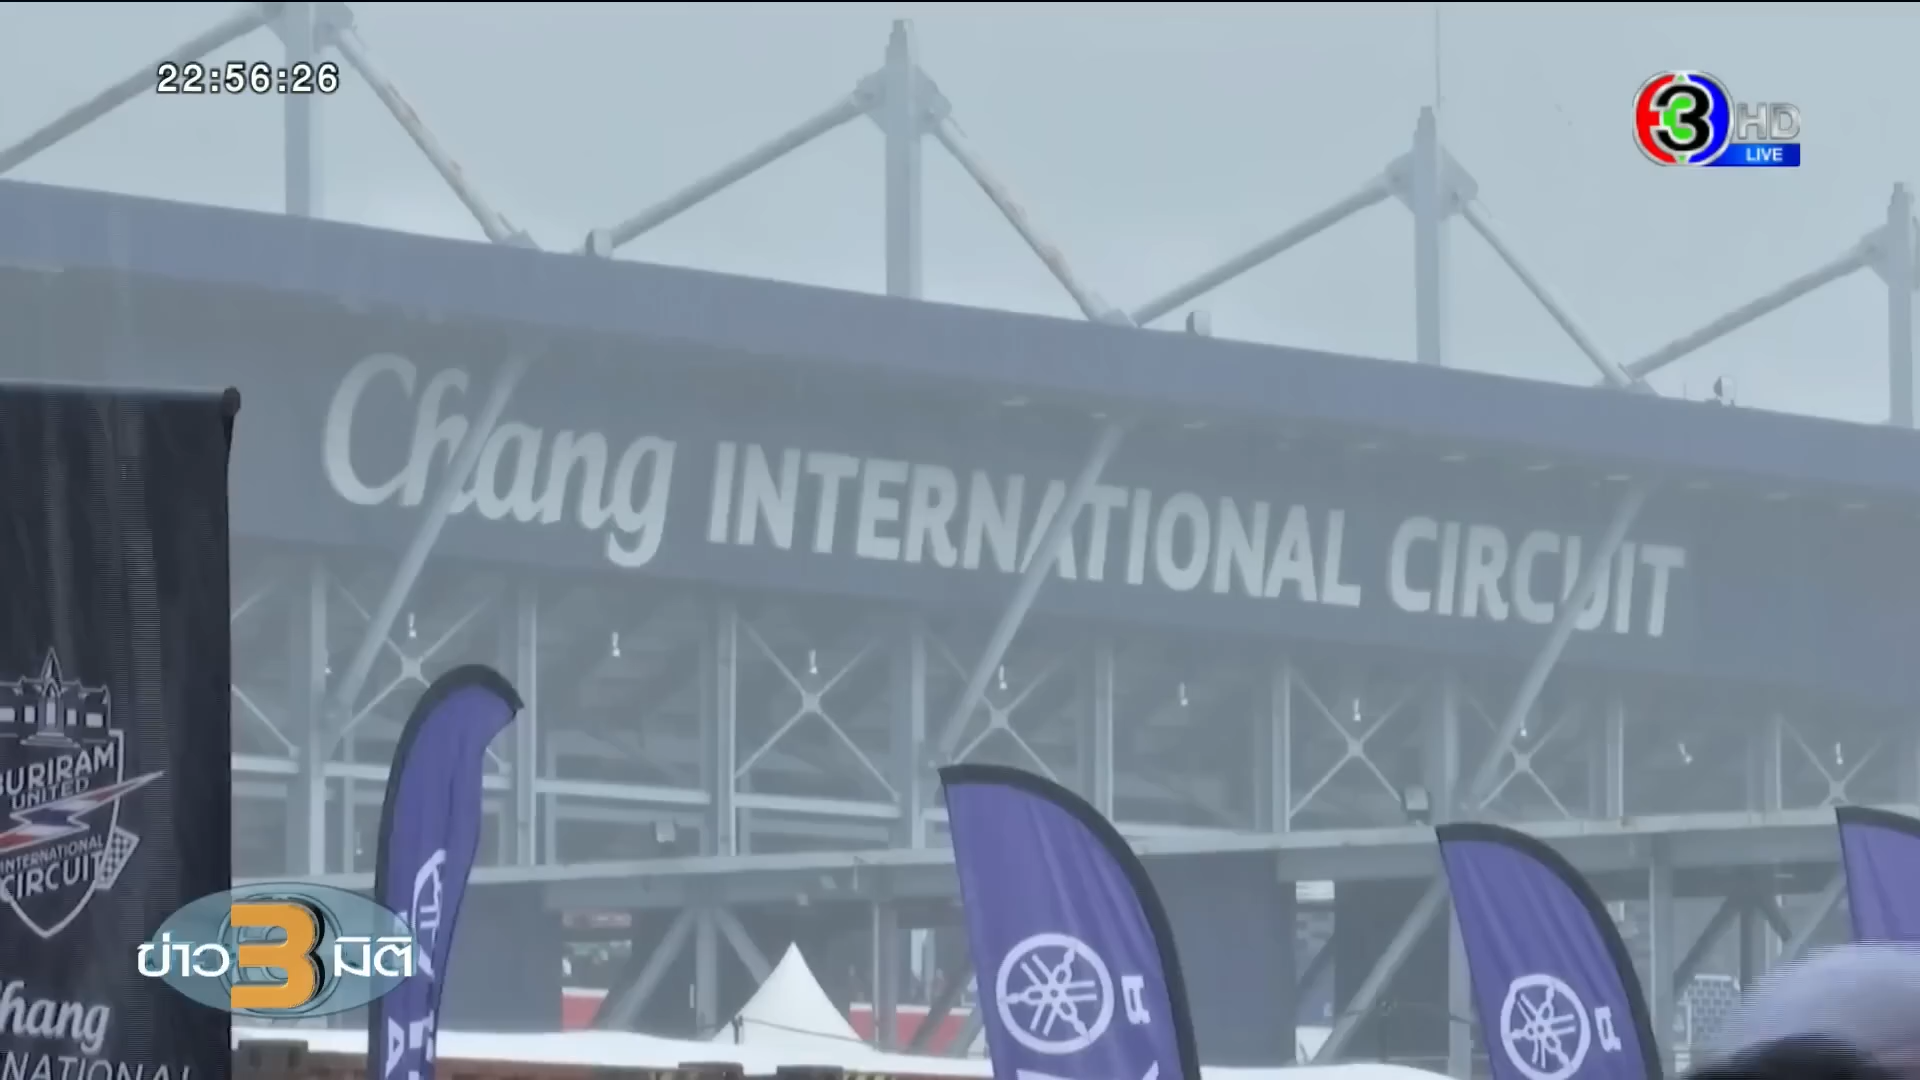 22:56:26
3 HD
LIVE
Chang INTERNATIONAL CIRCUIT
BURIRAM
UNITED
INTERNATIONAL
CIRCUIT
ข่าว 3 มิติ